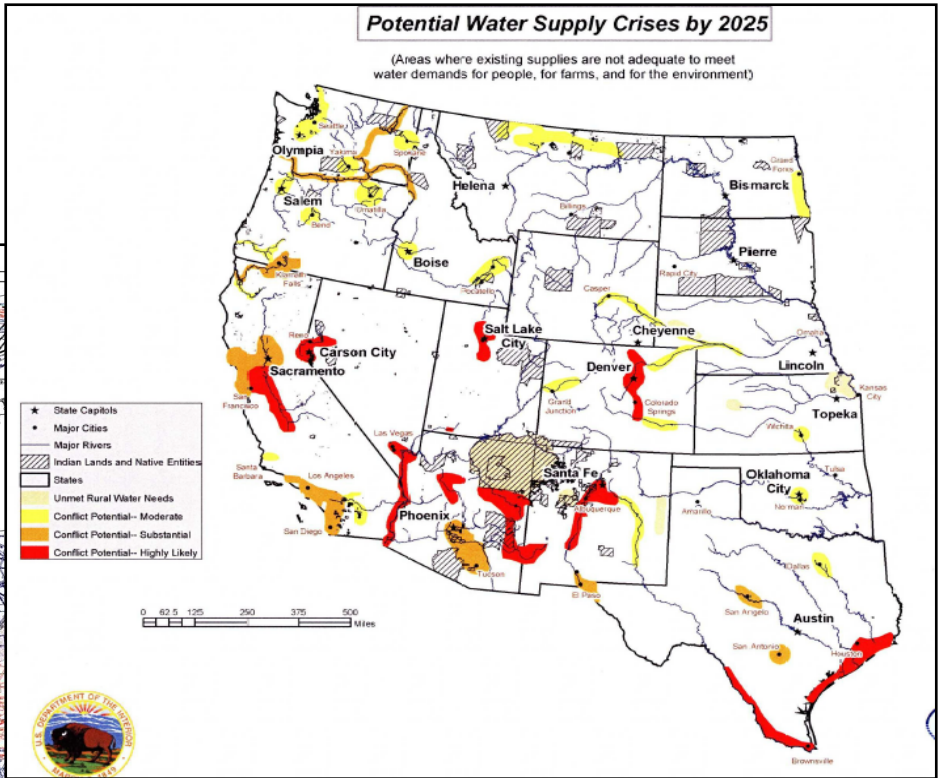 Potential Water Supply Crises by 2025
(Areas where existing supplies are not adequate to meet
water demands for people, for farms, and for the environment)
Seattle
Olympia
Yakima
Spokane
Helena
Grand
Forks
Bismarck
Salem
Umatilla
Bend
Billings
Boise
Pierre
Klamath
Falls
Pocatello
Rapid City
Casper
Reno
Carson City
Salt Lake
City
Cheyenne
Omaha
Lincoln
Sacramento
San
Francisco
Denver
Grand
Junction
Colorado
Springs
Kansas
City
Topeka
Wichita
Las Vegas
Santa
Barbara
Los Angeles
Santa Fe
Oklahoma
City
Tulsa
Norman
Albuquerque
Amarillo
San Diego
Phoenix
Tucson
El Paso
Dallas
San Angelo
Austin
San Antonio
Houston
Brownsville
State Capitols
Major Cities
Major Rivers
Indian Lands and Native Entities
States
Unmet Rural Water Needs
Conflict Potential-- Moderate
Conflict Potential-- Substantial
Conflict Potential-- Highly Likely
0 62.5 125 250 375 500
Miles
U.S. DEPARTMENT OF THE INTERIOR